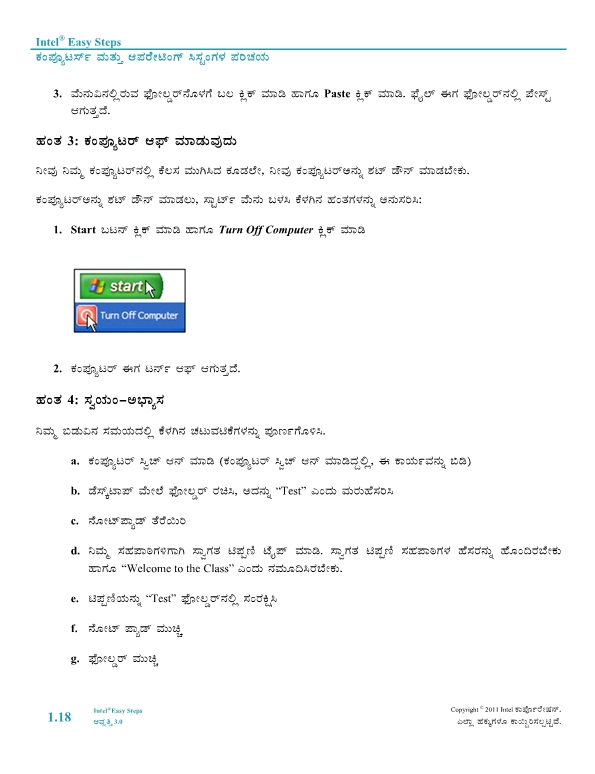 Intel® Easy Steps
ಕಂಪ್ಯೂಟರ್ಸ್ ಮತ್ತು ಆಪರೇಟಿಂಗ್ ಸಿಸ್ಟಂಗಳ ಪರಿಚಯ
3. ಮೆನುವಿನಲ್ಲಿರುವ ಫೋಲ್ಡರ್‌ನೊಳಗೆ ಬಲ ಕ್ಲಿಕ್ ಮಾಡಿ ಹಾಗೂ Paste ಕ್ಲಿಕ್ ಮಾಡಿ. ಫೈಲ್ ಈಗ ಫೋಲ್ಡರ್‌ನಲ್ಲಿ ಪೇಸ್ಟ್
ಆಗುತ್ತದೆ.
ಹಂತ 3: ಕಂಪ್ಯೂಟರ್ ಆಫ್ ಮಾಡುವುದು
ನೀವು ನಿಮ್ಮ ಕಂಪ್ಯೂಟರ್‌ನಲ್ಲಿ ಕೆಲಸ ಮುಗಿಸಿದ ಕೂಡಲೇ, ನೀವು ಕಂಪ್ಯೂಟರ್‌ಅನ್ನು ಶಟ್ ಡೌನ್ ಮಾಡಬೇಕು.
ಕಂಪ್ಯೂಟರ್‌ಅನ್ನು ಶಟ್ ಡೌನ್ ಮಾಡಲು, ಸ್ಟಾರ್ಟ್ ಮೆನು ಬಳಸಿ ಕೆಳಗಿನ ಹಂತಗಳನ್ನು ಅನುಸರಿಸಿ:
1. Start ಬಟನ್ ಕ್ಲಿಕ್ ಮಾಡಿ ಹಾಗೂ Turn Off Computer ಕ್ಲಿಕ್ ಮಾಡಿ
start
Turn Off Computer
2. ಕಂಪ್ಯೂಟರ್ ಈಗ ಟರ್ನ್ ಆಫ್ ಆಗುತ್ತದೆ.
ಹಂತ 4: ಸ್ವಯಂ-ಅಭ್ಯಾಸ
ನಿಮ್ಮ ಬಿಡುವಿನ ಸಮಯದಲ್ಲಿ ಕೆಳಗಿನ ಚಟುವಟಿಕೆಗಳನ್ನು ಪೂರ್ಣಗೊಳಿಸಿ.
a. ಕಂಪ್ಯೂಟರ್ ಸ್ವಿಚ್ ಆನ್ ಮಾಡಿ (ಕಂಪ್ಯೂಟರ್ ಸ್ವಿಚ್ ಆನ್ ಮಾಡಿದ್ದಲ್ಲಿ, ಈ ಕಾರ್ಯವನ್ನು ಬಿಡಿ)
b. ಡೆಸ್ಕ್‌ಟಾಪ್ ಮೇಲೆ ಫೋಲ್ಡರ್ ರಚಿಸಿ, ಅದನ್ನು “Test” ಎಂದು ಮರುಹೆಸರಿಸಿ
c. ನೋಟ್‌ಪ್ಯಾಡ್ ತೆರೆಯಿರಿ
d. ನಿಮ್ಮ ಸಹಪಾಠಿಗಳಿಗಾಗಿ ಸ್ವಾಗತ ಟಿಪ್ಪಣಿ ಟೈಪ್ ಮಾಡಿ. ಸ್ವಾಗತ ಟಿಪ್ಪಣಿ ಸಹಪಾಠಿಗಳ ಹೆಸರನ್ನು ಹೊಂದಿರಬೇಕು
ಹಾಗೂ “Welcome to the Class” ಎಂದು ನಮೂದಿಸಿರಬೇಕು.
e. ಟಿಪ್ಪಣಿಯನ್ನು “Test” ಫೋಲ್ಡರ್‌ನಲ್ಲಿ ಸಂರಕ್ಷಿಸಿ
f. ನೋಟ್ ಪ್ಯಾಡ್ ಮುಚ್ಚಿ
g. ಫೋಲ್ಡರ್ ಮುಚ್ಚಿ
1.18
Intel® Easy Steps
ಆವೃತ್ತಿ 3.0
Copyright © 2011 Intel ಕಾರ್ಪೊರೇಷನ್.
ಎಲ್ಲಾ ಹಕ್ಕುಗಳೂ ಕಾಯ್ದಿರಿಸಲ್ಪಟ್ಟಿವೆ.